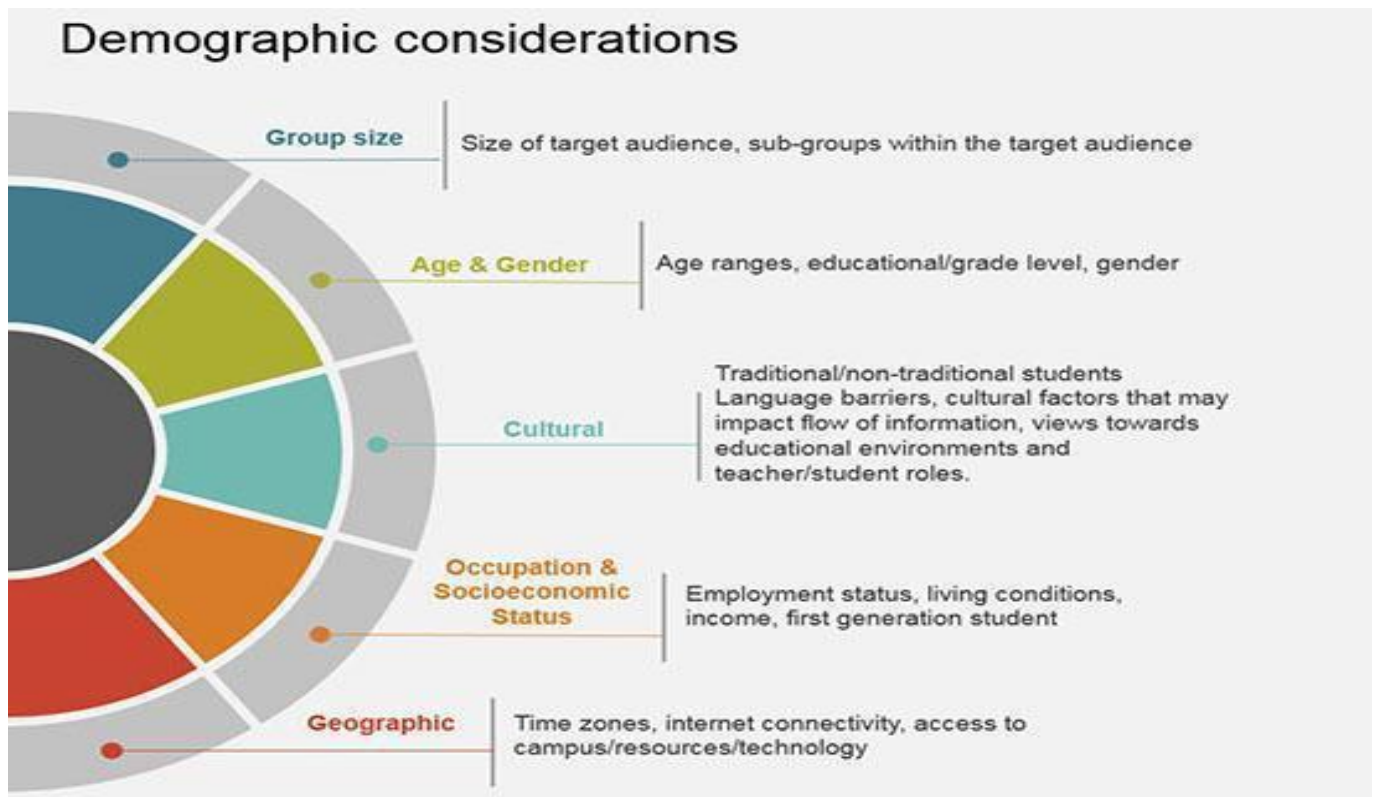 Demographic considerations
Group size
Size of target audience, sub-groups within the target audience
Age & Gender
Age ranges, educational/grade level, gender
Cultural
Traditional/non-traditional students
Language barriers, cultural factors that may
impact flow of information, views towards
educational environments and
teacher/student roles.
Occupation &
Socioeconomic
Status
Employment status, living conditions,
income, first generation student
Geographic
Time zones, internet connectivity, access to
campus/resources/technology